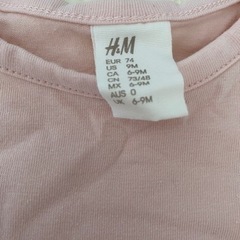 H&M
EUR 74
US 9M
CA 6-9M
CN 73/48
MX 6-9M
AUS 0
UK 6-9M